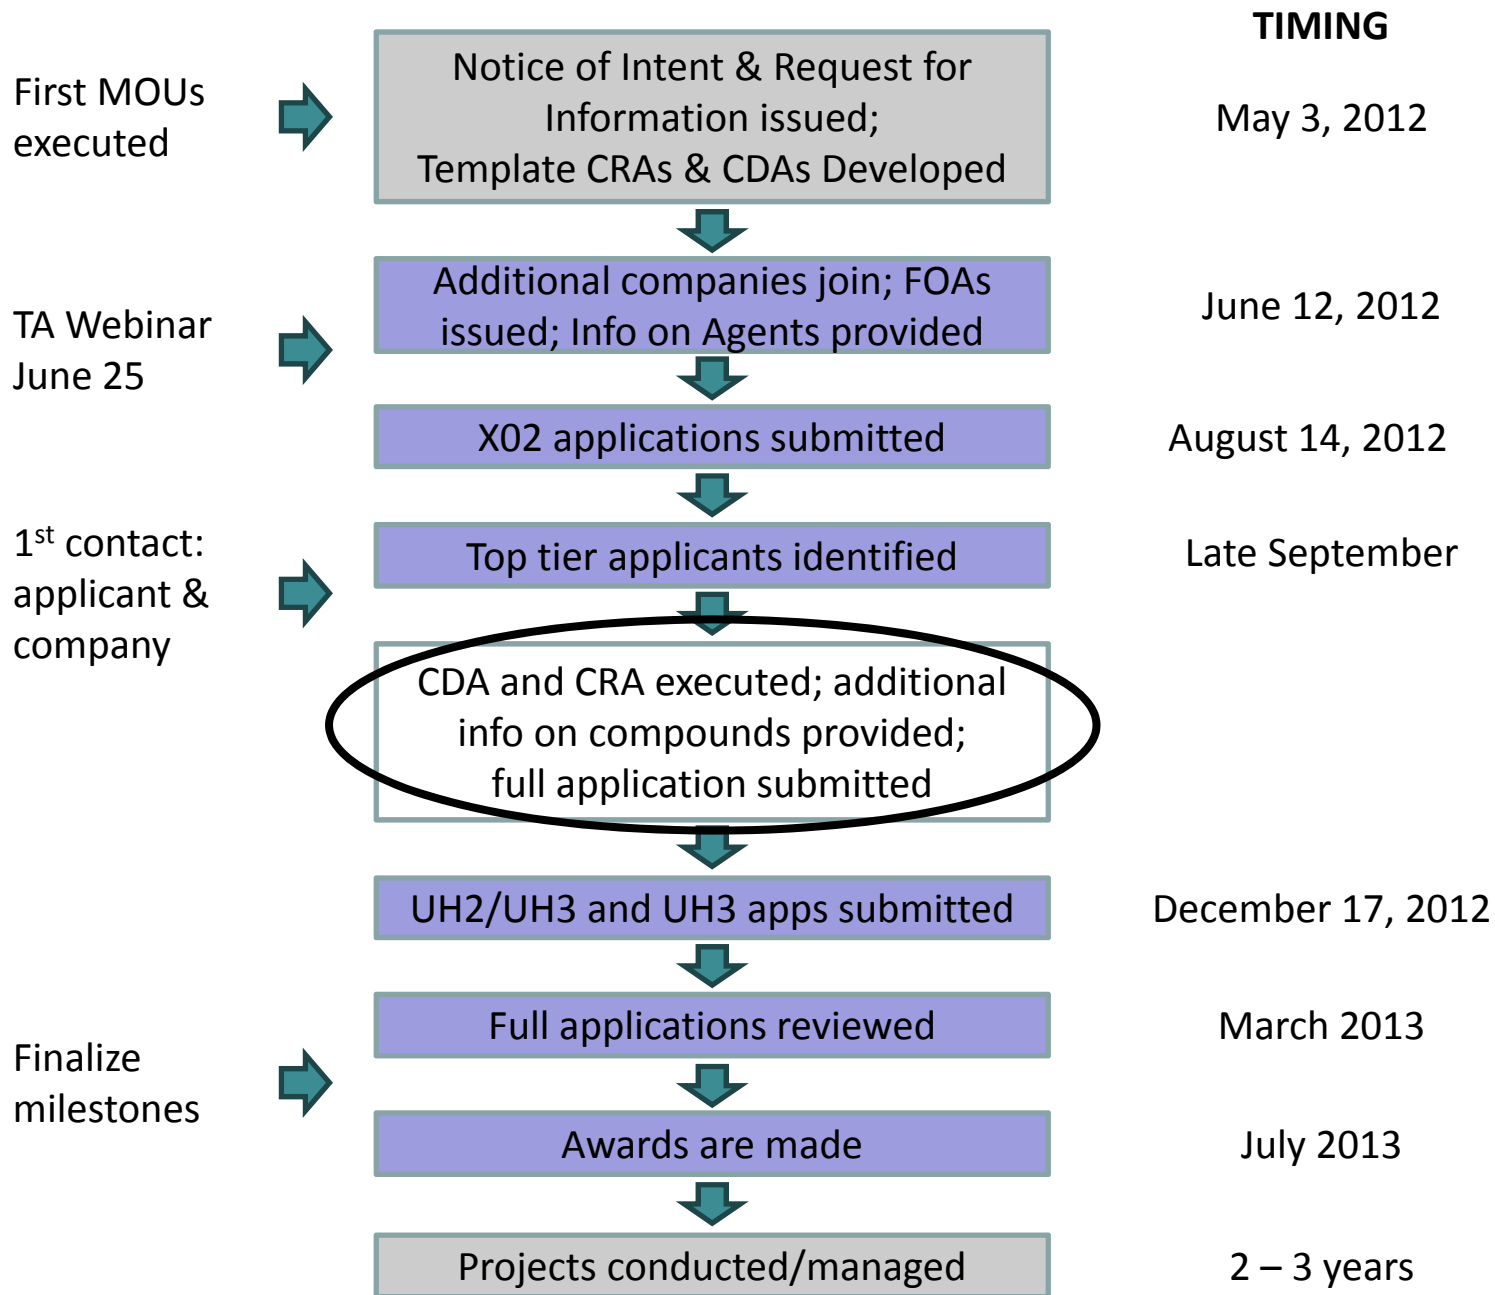 TIMING
First MOUs
executed
Notice of Intent & Request for
Information issued;
Template CRAs & CDAs Developed
May 3, 2012
TA Webinar
June 25
Additional companies join; FOAs
issued; Info on Agents provided
June 12, 2012
X02 applications submitted
August 14, 2012
1st contact:
applicant &
company
Top tier applicants identified
Late September
CDA and CRA executed; additional
info on compounds provided;
full application submitted
UH2/UH3 and UH3 apps submitted
December 17, 2012
Full applications reviewed
March 2013
Finalize
milestones
Awards are made
July 2013
Projects conducted/managed
2 – 3 years